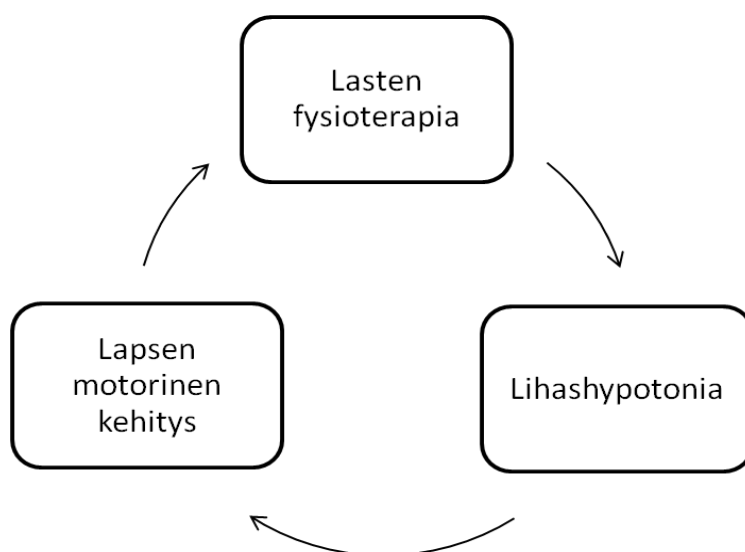 Lasten
fysioterapia
Lihashypotonia
Lapsen
motorinen
kehitys